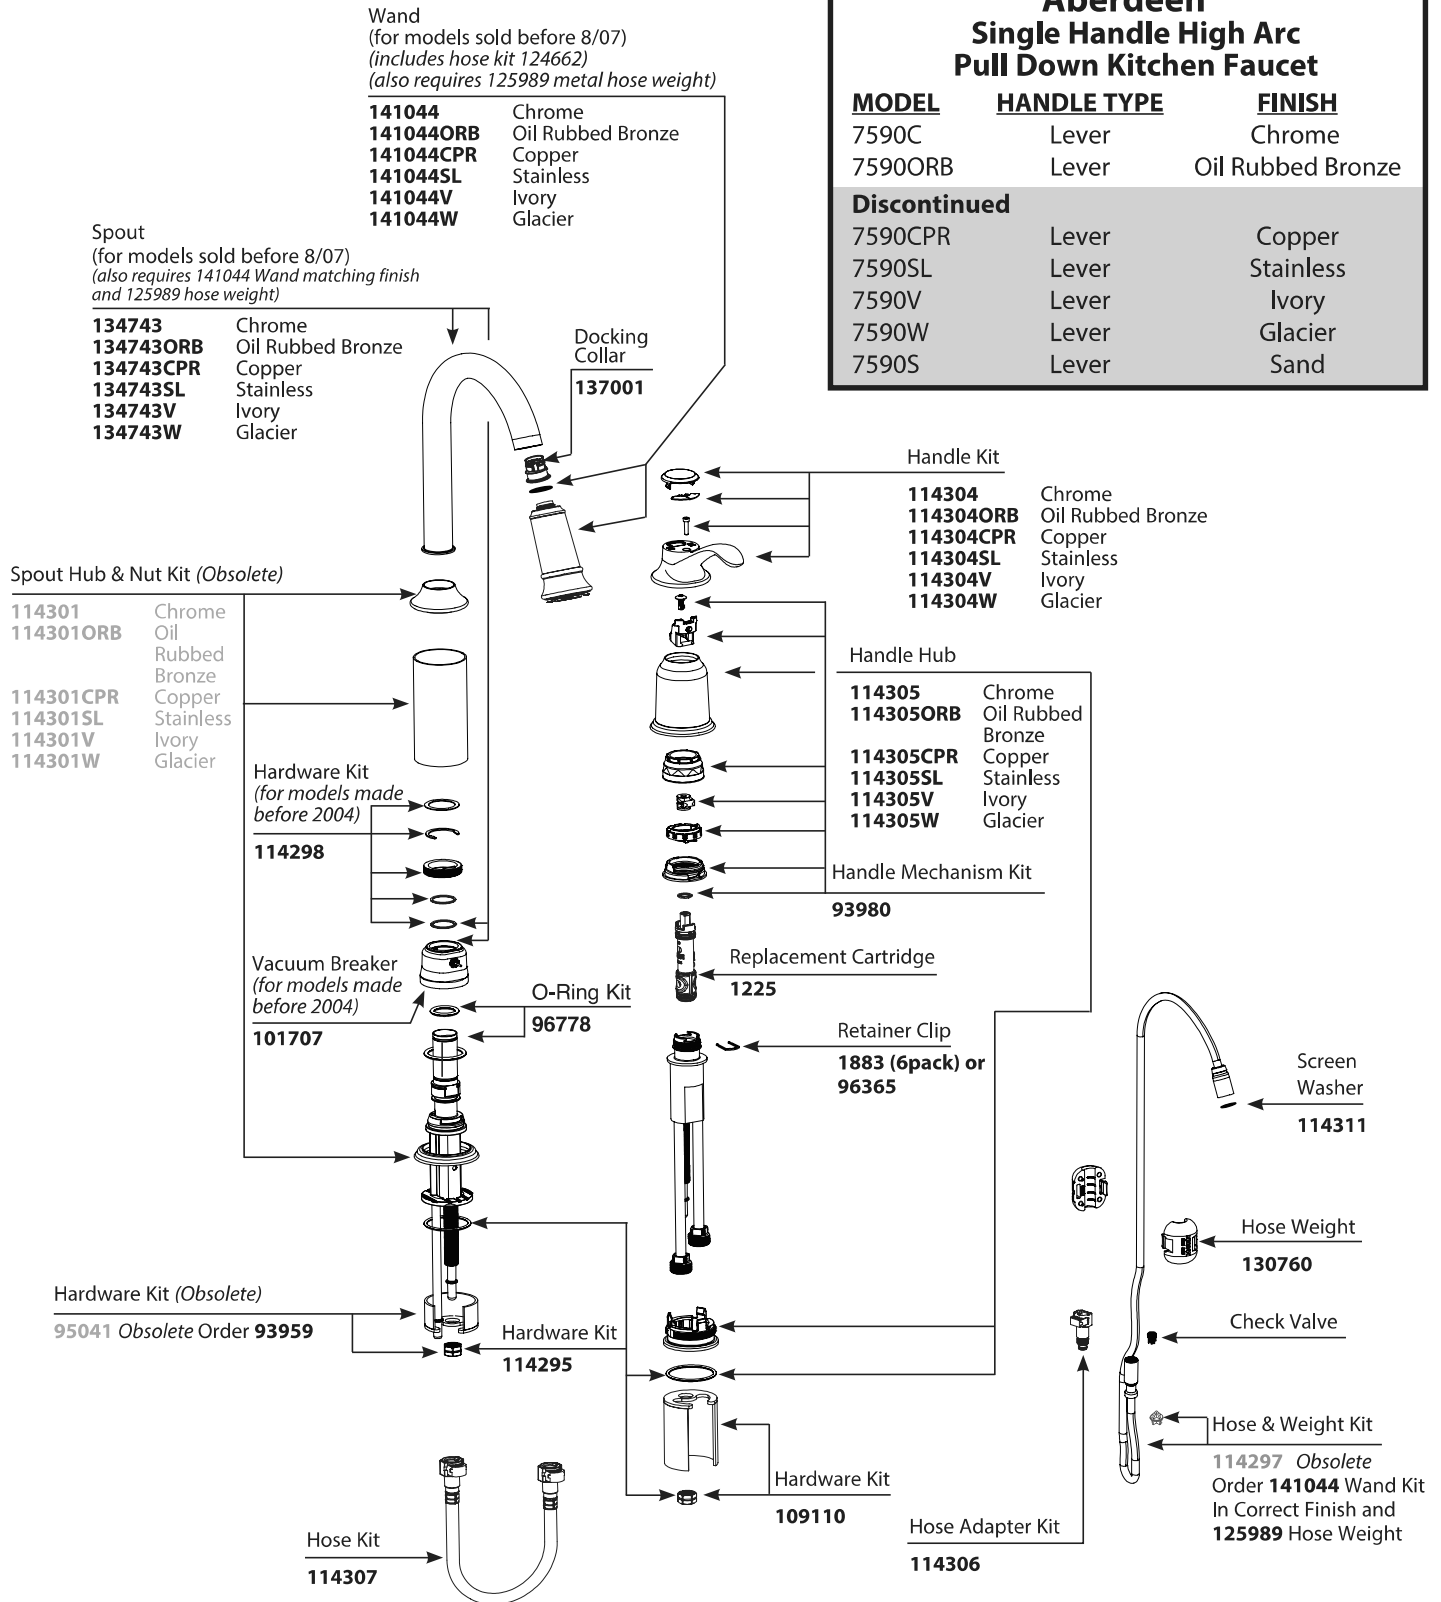 Wand
(for models sold before 8/07)
(includes hose kit 124662)
(also requires 125989 metal hose weight)
141044 Chrome
141044ORB Oil Rubbed Bronze
141044CPR Copper
141044SL Stainless
141044V Ivory
141044W Glacier
Aberdeen
Single Handle High Arc
Pull Down Kitchen Faucet
MODEL HANDLE TYPE FINISH
7590C Lever Chrome
7590ORB Lever Oil Rubbed Bronze
Discontinued
7590CPR Lever Copper
7590SL Lever Stainless
7590V Lever Ivory
7590W Lever Glacier
7590S Lever Sand
Spout
(for models sold before 8/07)
(also requires 141044 Wand matching finish
and 125989 hose weight)
134743 Chrome
134743ORB Oil Rubbed Bronze
134743CPR Copper
134743SL Stainless
134743V Ivory
134743W Glacier
Docking
Collar
137001
Handle Kit
114304 Chrome
114304ORB Oil Rubbed Bronze
114304CPR Copper
114304SL Stainless
114304V Ivory
114304W Glacier
Spout Hub & Nut Kit (Obsolete)
114301 Chrome
114301ORB Oil
Rubbed
Bronze
114301CPR Copper
114301SL Stainless
114301V Ivory
114301W Glacier
Handle Hub
114305 Chrome
114305ORB Oil Rubbed
Bronze
114305CPR Copper
114305SL Stainless
114305V Ivory
114305W Glacier
Hardware Kit
(for models made
before 2004)
114298
Handle Mechanism Kit
93980
Vacuum Breaker
(for models made
before 2004)
101707
O-Ring Kit
96778
Replacement Cartridge
1225
Retainer Clip
1883 (6pack) or
96365
Screen
Washer
114311
Hose Weight
130760
Hardware Kit (Obsolete)
95041 Obsolete Order 93959
Hardware Kit
114295
Check Valve
Hose & Weight Kit
114297 Obsolete
Order 141044 Wand Kit
In Correct Finish and
125989 Hose Weight
Hardware Kit
109110
Hose Adapter Kit
114306
Hose Kit
114307